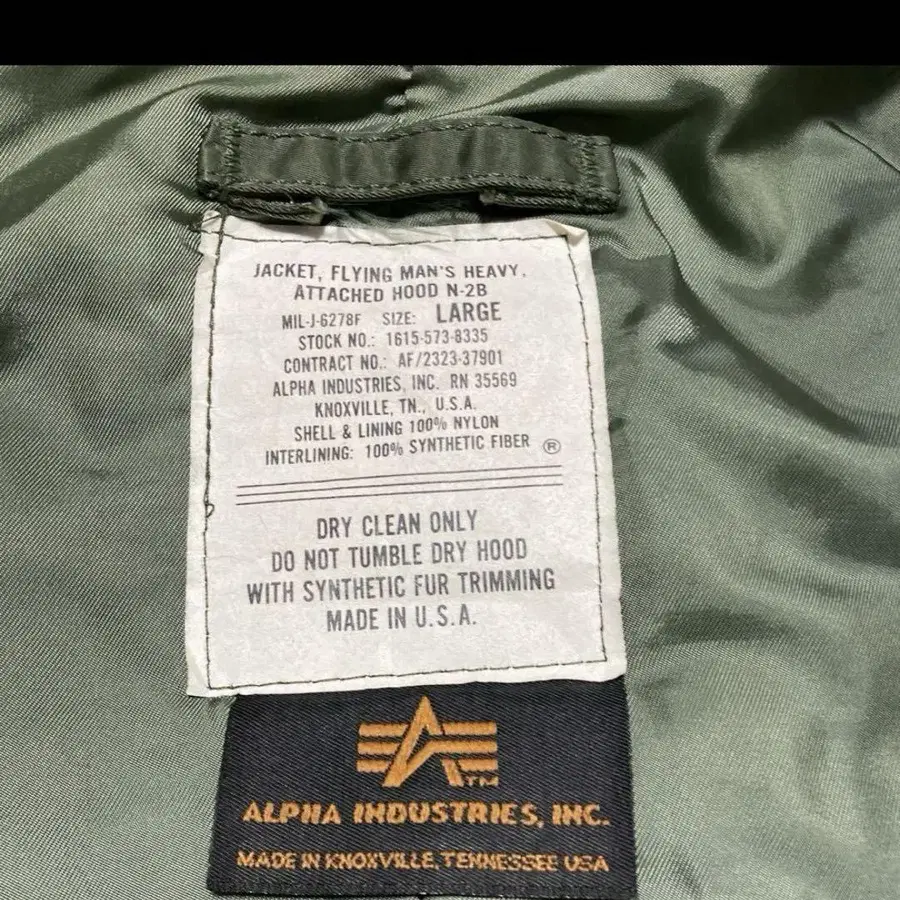 JACKET, FLYING MAN'S HEAVY,
ATTACHED HOOD N-2B
MIL-J-6278F SIZE: LARGE
STOCK NO.: 1615-573-8335
CONTRACT NO.: AF/2323-37901
ALPHA INDUSTRIES, INC. RN 35569
KNOXVILLE, TN., U.S.A.
SHELL & LINING 100% NYLON
INTERLINING: 100% SYNTHETIC FIBER ®
DRY CLEAN ONLY
DO NOT TUMBLE DRY HOOD
WITH SYNTHETIC FUR TRIMMING
MADE IN U.S.A.
TM
ALPHA INDUSTRIES, INC.
MADE IN KNOXVILLE, TENNESSEE USA